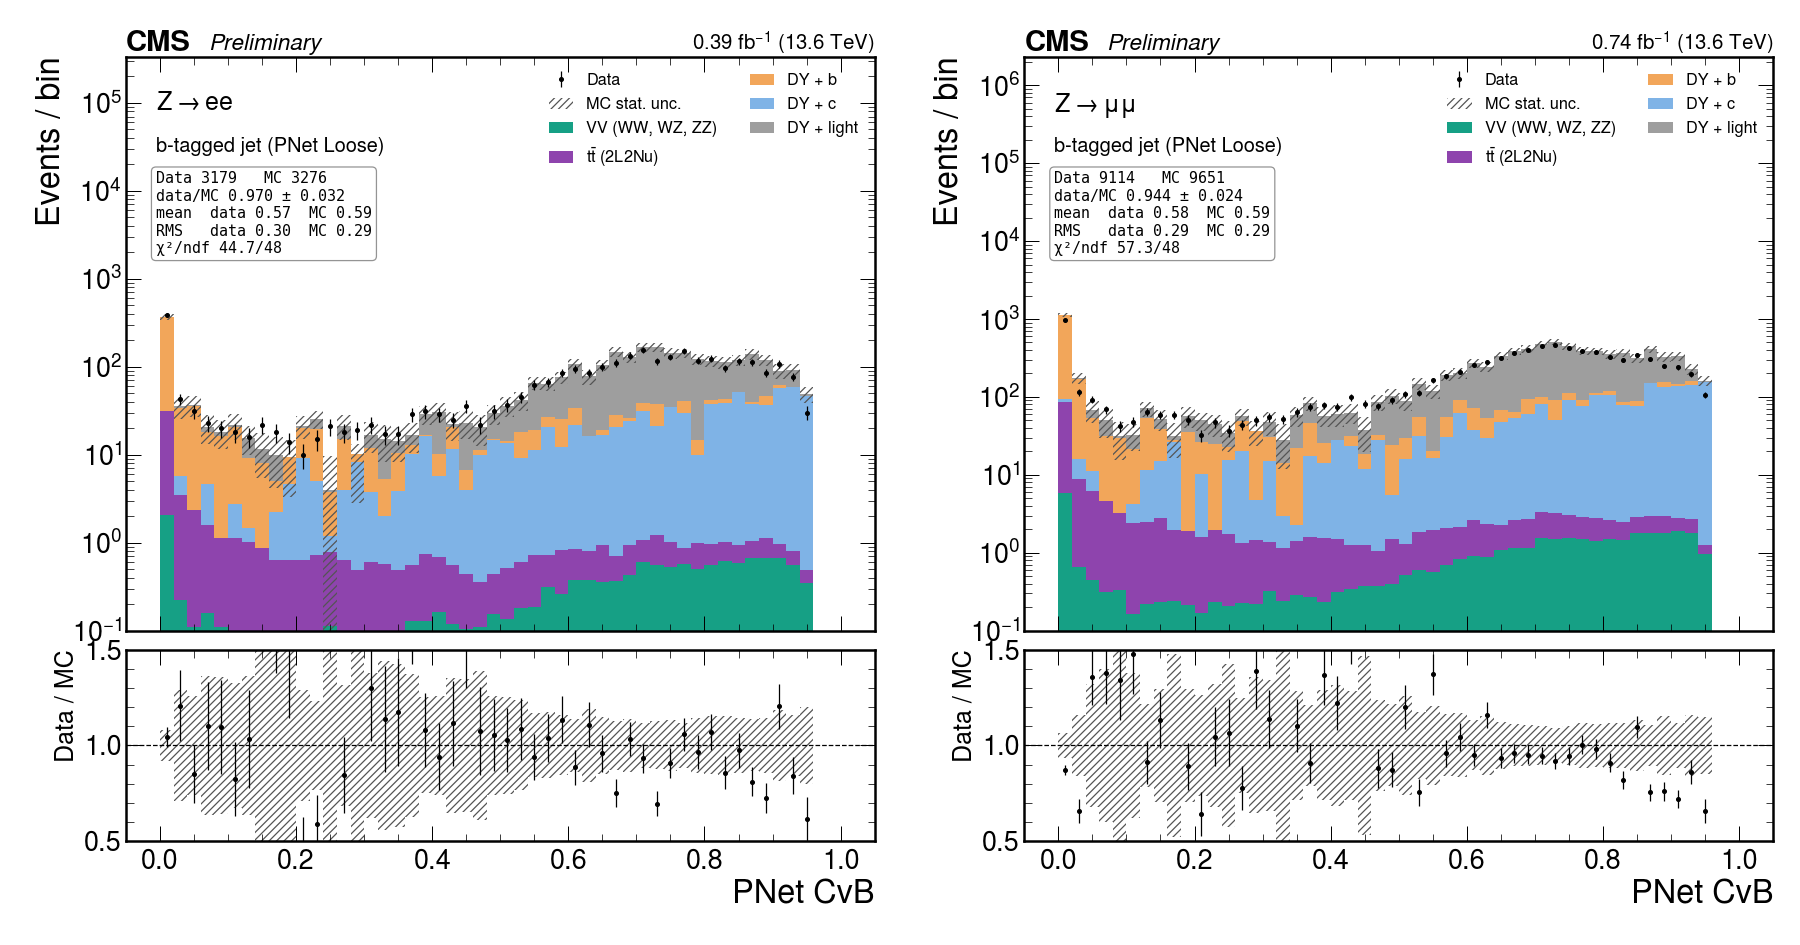 CMS Preliminary 0.39 fb⁻¹ (13.6 TeV)
Events / bin
Z → ee
b-tagged jet (PNet Loose)
Data 3179 MC 3276
data/MC 0.970 ± 0.032
mean data 0.57 MC 0.59
RMS data 0.30 MC 0.29
χ²/ndf 44.7/48
Data
MC stat. unc.
VV (WW, WZ, ZZ)
tt̄ (2L2Nu)
DY + b
DY + c
DY + light
10⁵
10⁴
10³
10²
10¹
10⁰
10⁻¹
Data / MC
1.5
1.0
0.5
0.0 0.2 0.4 0.6 0.8 1.0
PNet CvB
CMS Preliminary 0.74 fb⁻¹ (13.6 TeV)
Events / bin
Z → μμ
b-tagged jet (PNet Loose)
Data 9114 MC 9651
data/MC 0.944 ± 0.024
mean data 0.58 MC 0.59
RMS data 0.29 MC 0.29
χ²/ndf 57.3/48
Data
MC stat. unc.
VV (WW, WZ, ZZ)
tt̄ (2L2Nu)
DY + b
DY + c
DY + light
10⁶
10⁵
10⁴
10³
10²
10¹
10⁰
10⁻¹
Data / MC
1.5
1.0
0.5
0.0 0.2 0.4 0.6 0.8 1.0
PNet CvB